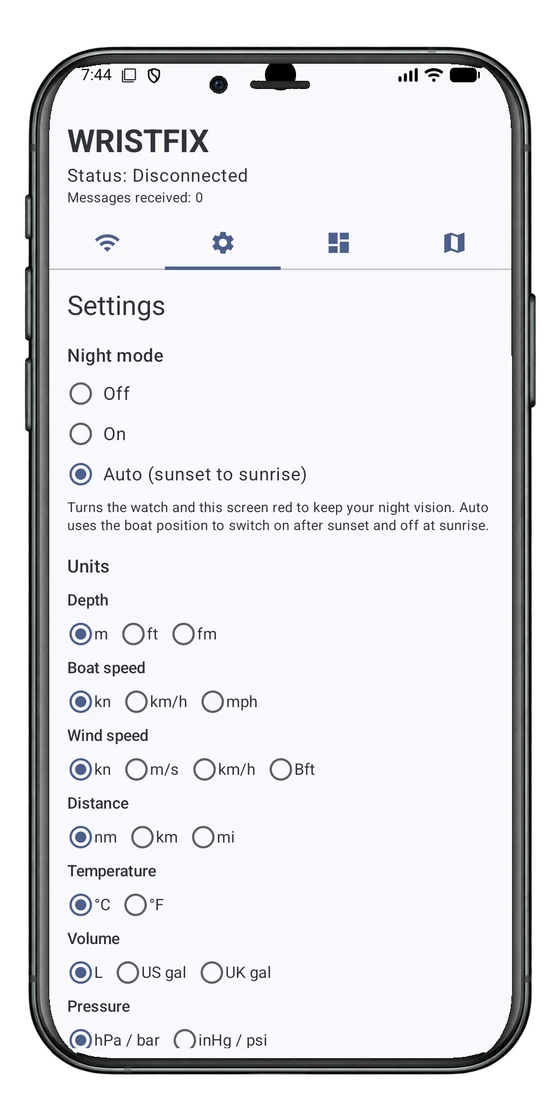 7:44
WRISTFIX
Status: Disconnected
Messages received: 0
Settings
Night mode
Off
On
Auto (sunset to sunrise)
Turns the watch and this screen red to keep your night vision. Auto
uses the boat position to switch on after sunset and off at sunrise.
Units
Depth
m ft fm
Boat speed
kn km/h mph
Wind speed
kn m/s km/h Bft
Distance
nm km mi
Temperature
°C °F
Volume
L US gal UK gal
Pressure
hPa / bar inHg / psi